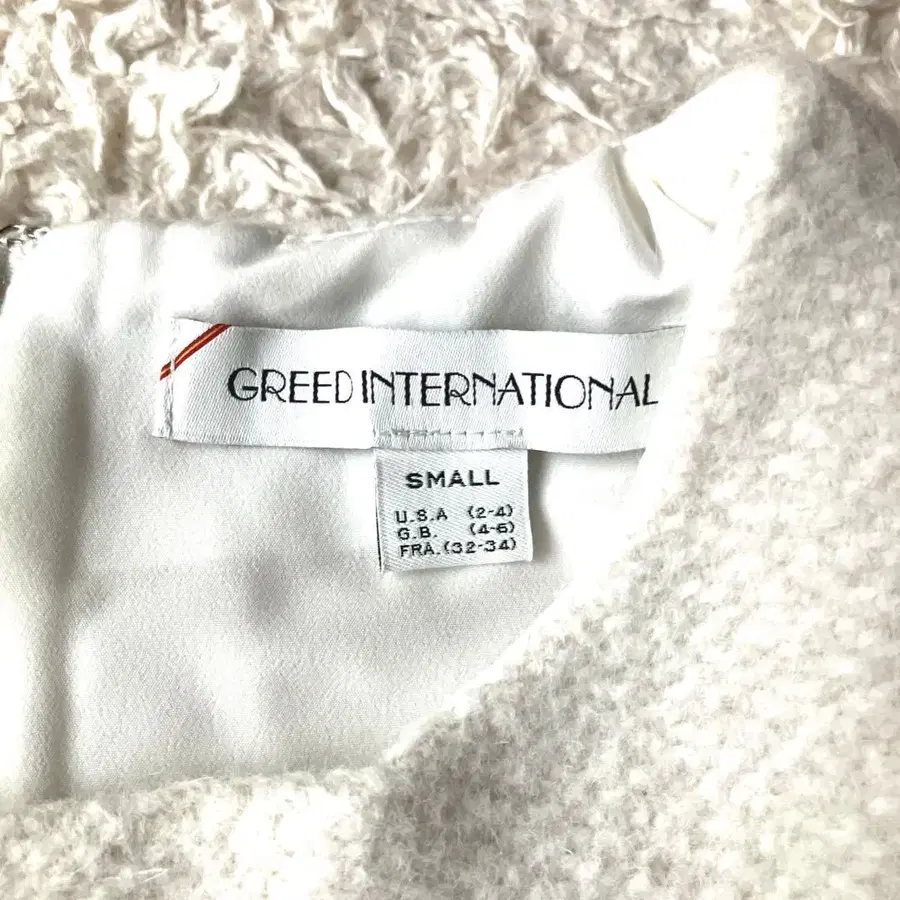 GREED INTERNATIONAL
SMALL
U.S.A (2-4)
G.B. (4-6)
FRA.(32-34)